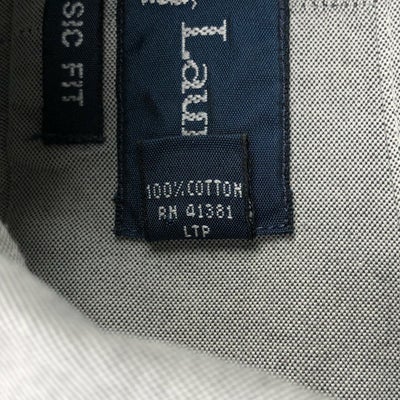 SIC FIT
Lau
100% COTTON
RN 41381
LTP